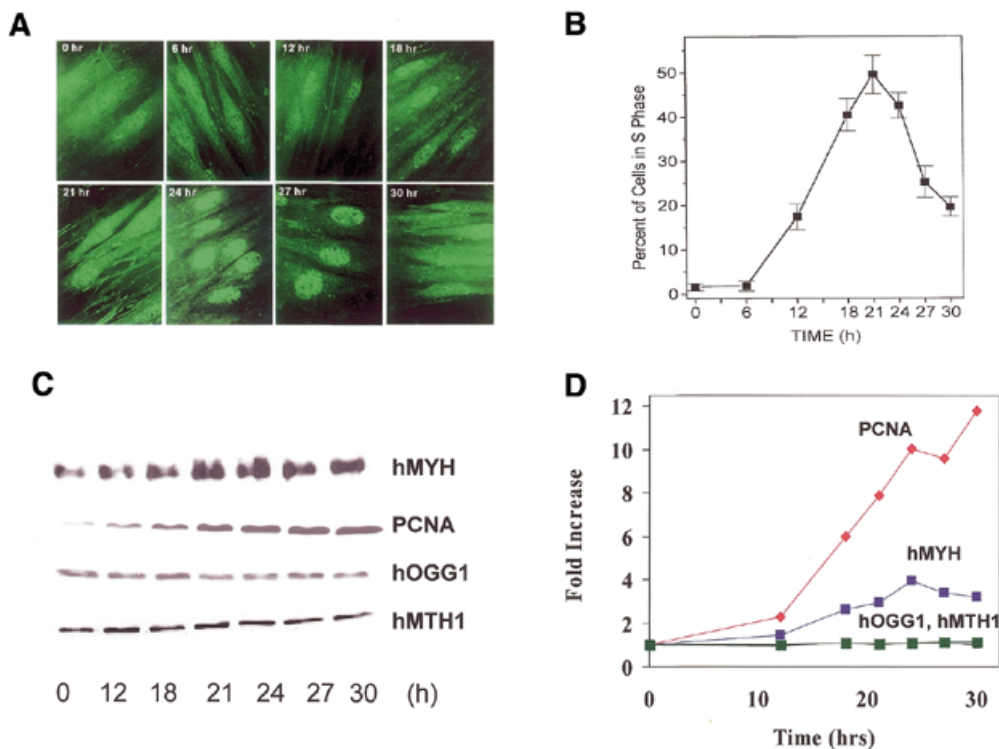 A
0 hr 6 hr 12 hr 18 hr
21 hr 24 hr 27 hr 30 hr
B
Percent of Cells in S Phase
50
40
30
20
10
0
0 6 12 18 21 24 27 30
TIME (h)
C
hMYH
PCNA
hOGG1
hMTH1
0 12 18 21 24 27 30 (h)
D
Fold Increase
12
10
8
6
4
2
0
PCNA
hMYH
hOGG1, hMTH1
0 10 20 30
Time (hrs)